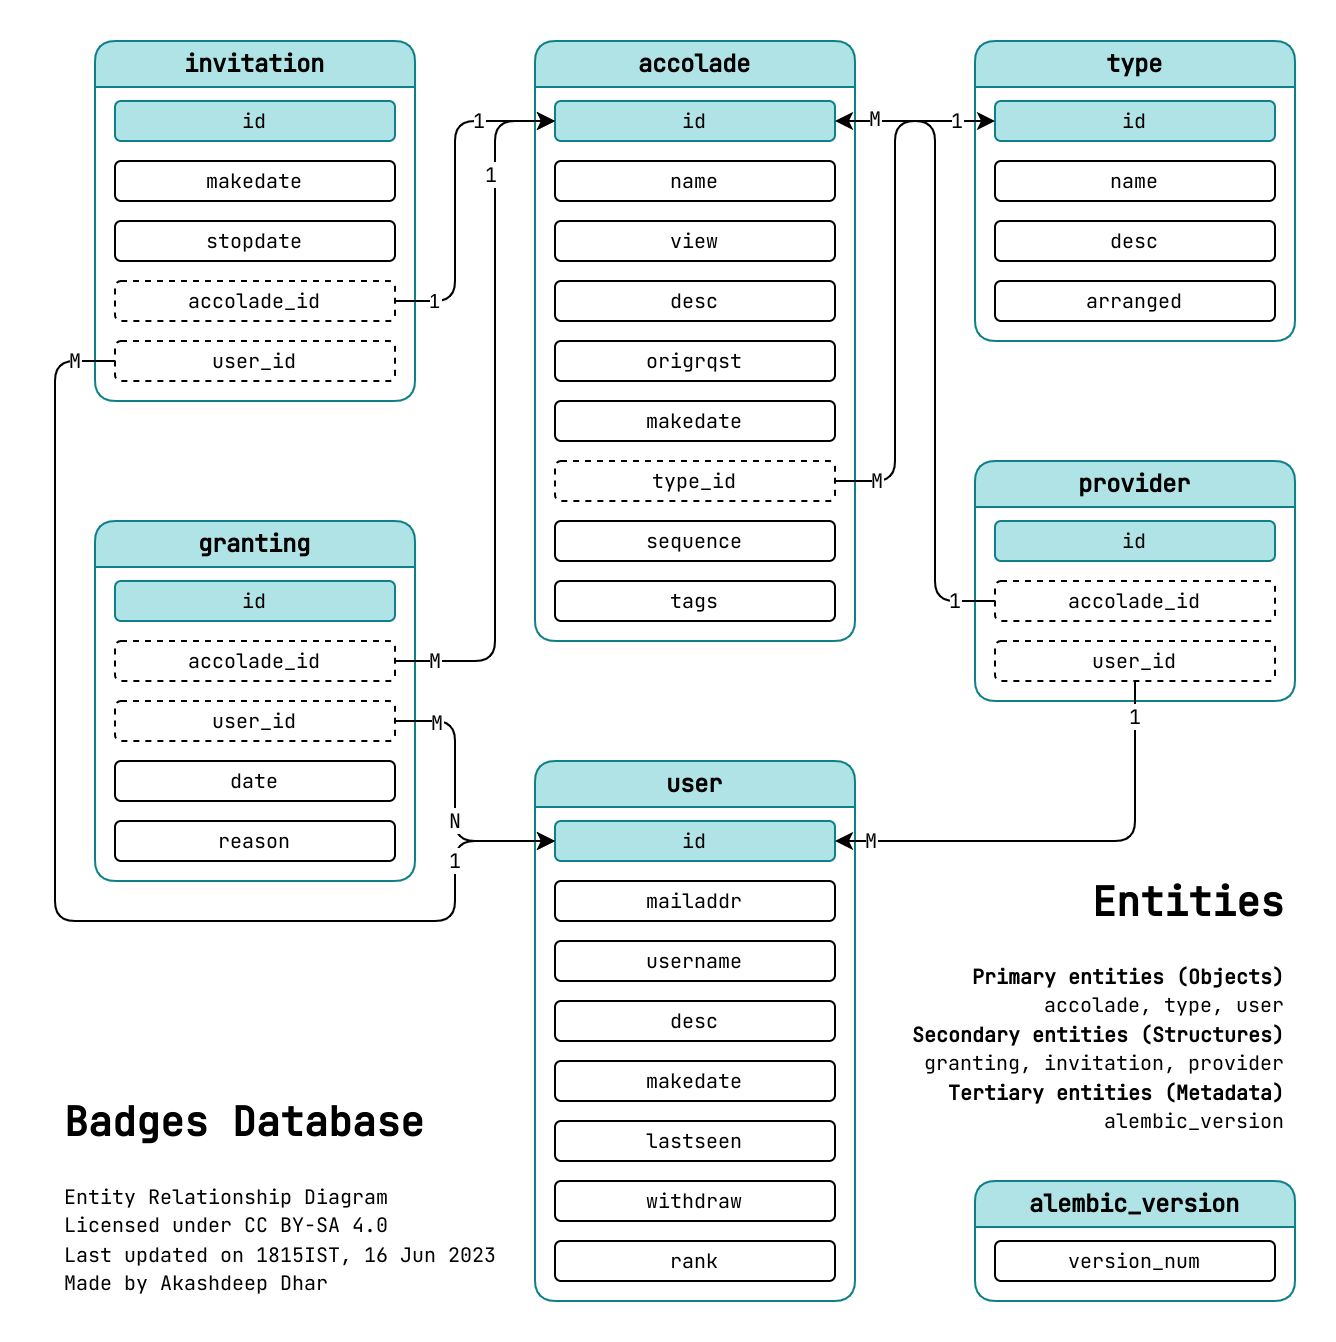 invitation
id
makedate
stopdate
accolade_id
user_id
1
1
M
accolade
id
name
view
desc
origrqst
makedate
type_id
sequence
tags
1
M
M
1
type
id
name
desc
arranged
granting
id
accolade_id
user_id
date
reason
M
M
N
1
provider
id
accolade_id
user_id
1
1
M
user
id
mailaddr
username
desc
makedate
lastseen
withdraw
rank
Entities
Primary entities (Objects)
accolade, type, user
Secondary entities (Structures)
granting, invitation, provider
Tertiary entities (Metadata)
alembic_version
Badges Database
Entity Relationship Diagram
Licensed under CC BY-SA 4.0
Last updated on 1815IST, 16 Jun 2023
Made by Akashdeep Dhar
alembic_version
version_num